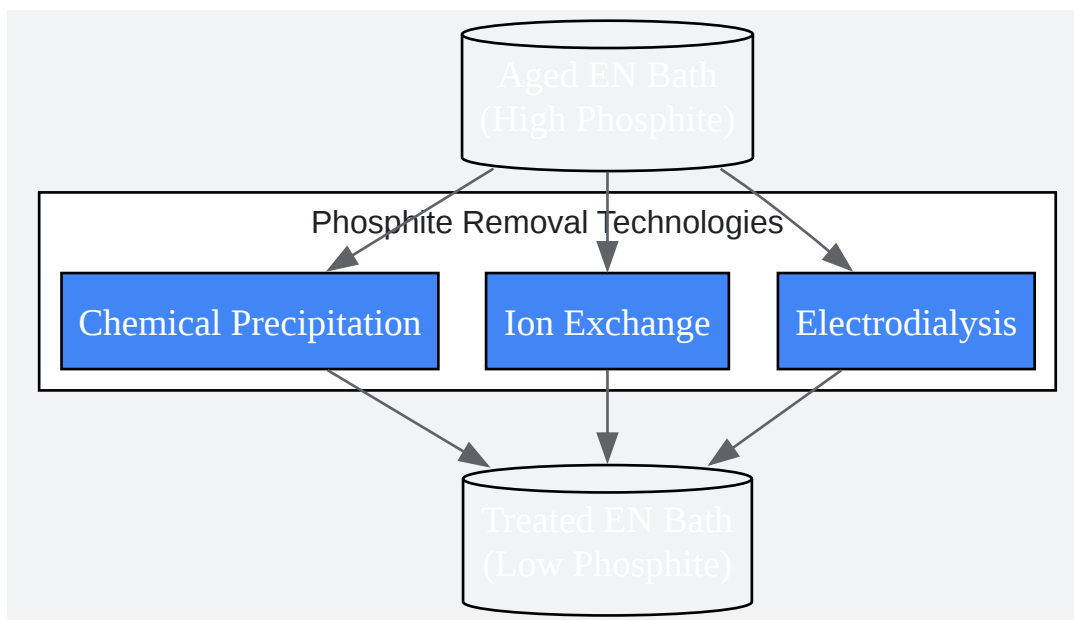 Aged EN Bath
(High Phosphite)
Phosphite Removal Technologies
Chemical Precipitation
Ion Exchange
Electrodialysis
Treated EN Bath
(Low Phosphite)